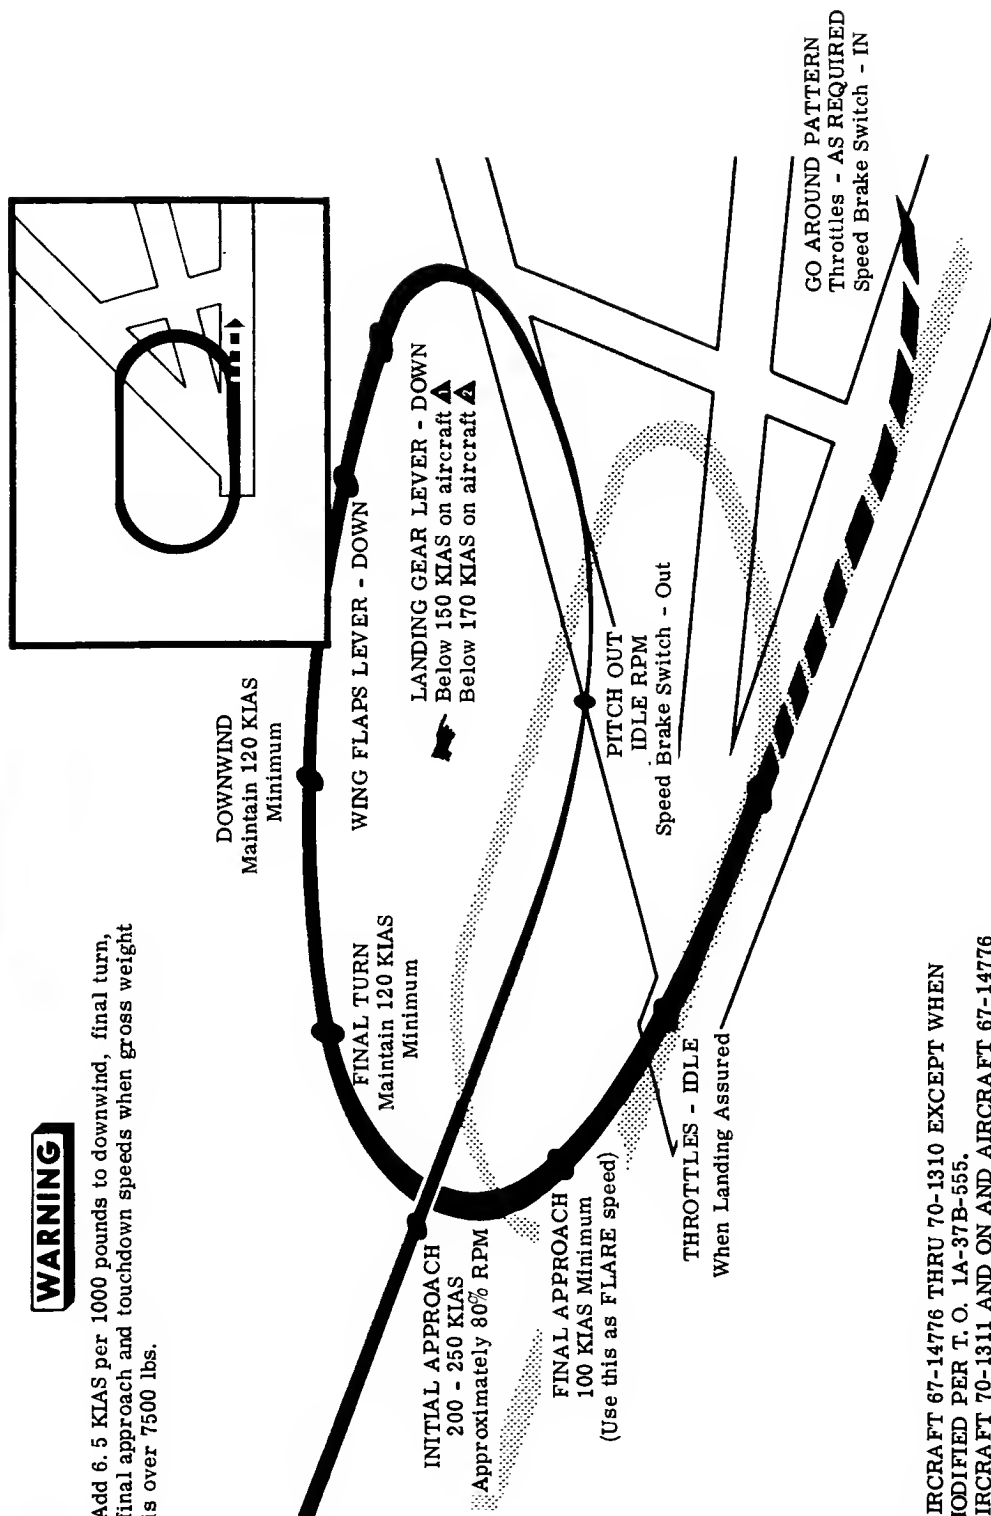 WARNING
Add 6.5 KIAS per 1000 pounds to downwind, final turn,
final approach and touchdown speeds when gross weight
is over 7500 lbs.
DOWNWIND
Maintain 120 KIAS
Minimum
FINAL TURN
Maintain 120 KIAS
Minimum
WING FLAPS LEVER - DOWN
LANDING GEAR LEVER - DOWN
Below 150 KIAS on aircraft 1
Below 170 KIAS on aircraft 2
INITIAL APPROACH
200 - 250 KIAS
Approximately 80% RPM
PITCH OUT
IDLE RPM
Speed Brake Switch - Out
FINAL APPROACH
100 KIAS Minimum
(Use this as FLARE speed)
THROTTLES - IDLE
When Landing Assured
GO AROUND PATTERN
Throttles - AS REQUIRED
Speed Brake Switch - IN
IRCRAFT 67-14776 THRU 70-1310 EXCEPT WHEN
MODIFIED PER T. O. 1A-37B-555.
IRCRAFT 70-1311 AND ON AND AIRCRAFT 67-14776